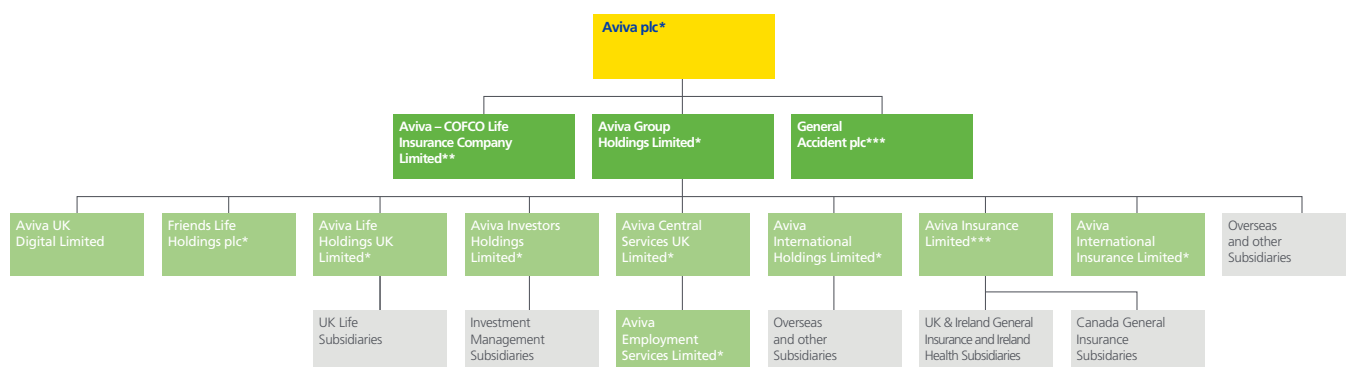 Aviva plc*
Aviva – COFCO Life
Insurance Company
Limited**
Aviva Group
Holdings Limited*
General
Accident plc***
Aviva UK
Digital Limited
Friends Life
Holdings plc*
Aviva Life
Holdings UK
Limited*
Aviva Investors
Holdings
Limited*
Aviva Central
Services UK
Limited*
Aviva
International
Holdings Limited*
Aviva Insurance
Limited***
Aviva
International
Insurance Limited*
Overseas
and other
Subsidiaries
UK Life
Subsidiaries
Investment
Management
Subsidiaries
Aviva
Employment
Services Limited*
Overseas
and other
Subsidiaries
UK & Ireland General
Insurance and Ireland
Health Subsidiaries
Canada General
Insurance
Subsidaries